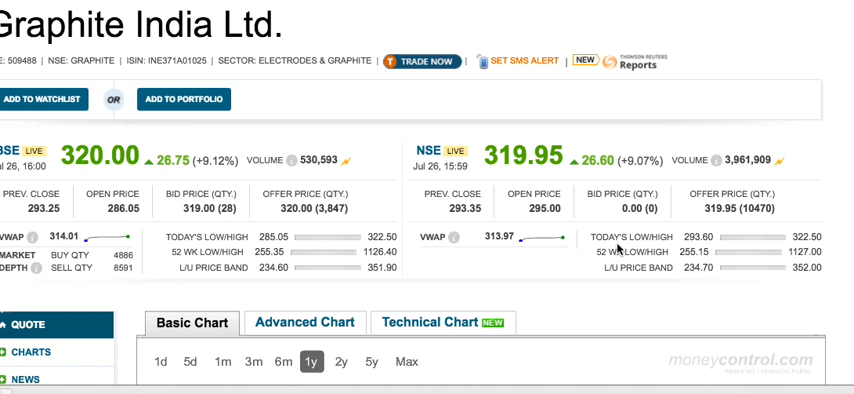 Graphite India Ltd.
E: 509488 | NSE: GRAPHITE | ISIN: INE371A01025 | SECTOR: ELECTRODES & GRAPHITE | T TRADE NOW | SET SMS ALERT | NEW THOMSON REUTERS Reports
ADD TO WATCHLIST OR ADD TO PORTFOLIO
BSE LIVE 320.00 26.75 (+9.12%) VOLUME i 530,593
Jul 26, 16:00
NSE LIVE 319.95 26.60 (+9.07%) VOLUME i 3,961,909
Jul 26, 15:59
PREV. CLOSE OPEN PRICE BID PRICE (QTY.) OFFER PRICE (QTY.)
293.25 286.05 319.00 (28) 320.00 (3,847)
PREV. CLOSE OPEN PRICE BID PRICE (QTY.) OFFER PRICE (QTY.)
293.35 295.00 0.00 (0) 319.95 (10470)
VWAP i 314.01
MARKET DEPTH i BUY QTY 4886
SELL QTY 8591
TODAY'S LOW/HIGH 285.05 322.50
52 WK LOW/HIGH 255.35 1126.40
L/U PRICE BAND 234.60 351.90
VWAP i 313.97
TODAY'S LOW/HIGH 293.60 322.50
52 WK LOW/HIGH 255.15 1127.00
L/U PRICE BAND 234.70 352.00
QUOTE
CHARTS
NEWS
Basic Chart Advanced Chart Technical Chart NEW
1d 5d 1m 3m 6m 1y 2y 5y Max
moneycontrol.com